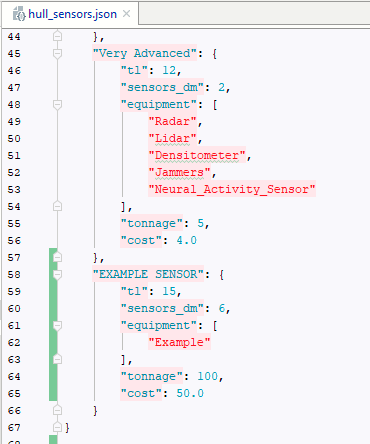 hull_sensors.json
44 },
45 "Very Advanced": {
46 "tl": 12,
47 "sensors_dm": 2,
48 "equipment": [
49 "Radar",
50 "Lidar",
51 "Densitometer",
52 "Jammers",
53 "Neural_Activity_Sensor"
54 ],
55 "tonnage": 5,
56 "cost": 4.0
57 },
58 "EXAMPLE SENSOR": {
59 "tl": 15,
60 "sensors_dm": 6,
61 "equipment": [
62 "Example"
63 ],
64 "tonnage": 100,
65 "cost": 50.0
66 }
67 }